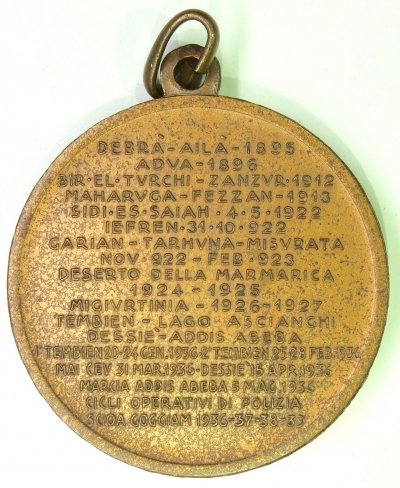 DEBRÀ-AILÀ-1895
ADVA-1896
BIR·EL·TVRCHI-ZANZVR·1912
MAHARVGA-FEZZAN-1913
SIDI·ES·SAIAH·4·5·1922
IEFREN·31·10·922
GARIAN-TARHVNA-MISVRATA
NOV·922-FEB·923
DESERTO DELLA MARMARICA
1924-1925
MIGIVRTINIA-1926-1927
TEMBIEN-LAGO ASCIANGHI
DESSIE-ADDIS ABEBA
1°TEMBIEN 20-24 GEN.1936-2°TEMBIEN 25-28 FEB.1936
MAI CEV 31 MAR.1936-DESSIE 15 APR.1936
MARCIA ADDIS ABEBA 5 MAG.1936
CICLI OPERATIVI DI POLIZIA
SCIOA GOGGIAM 1936-37-38-39